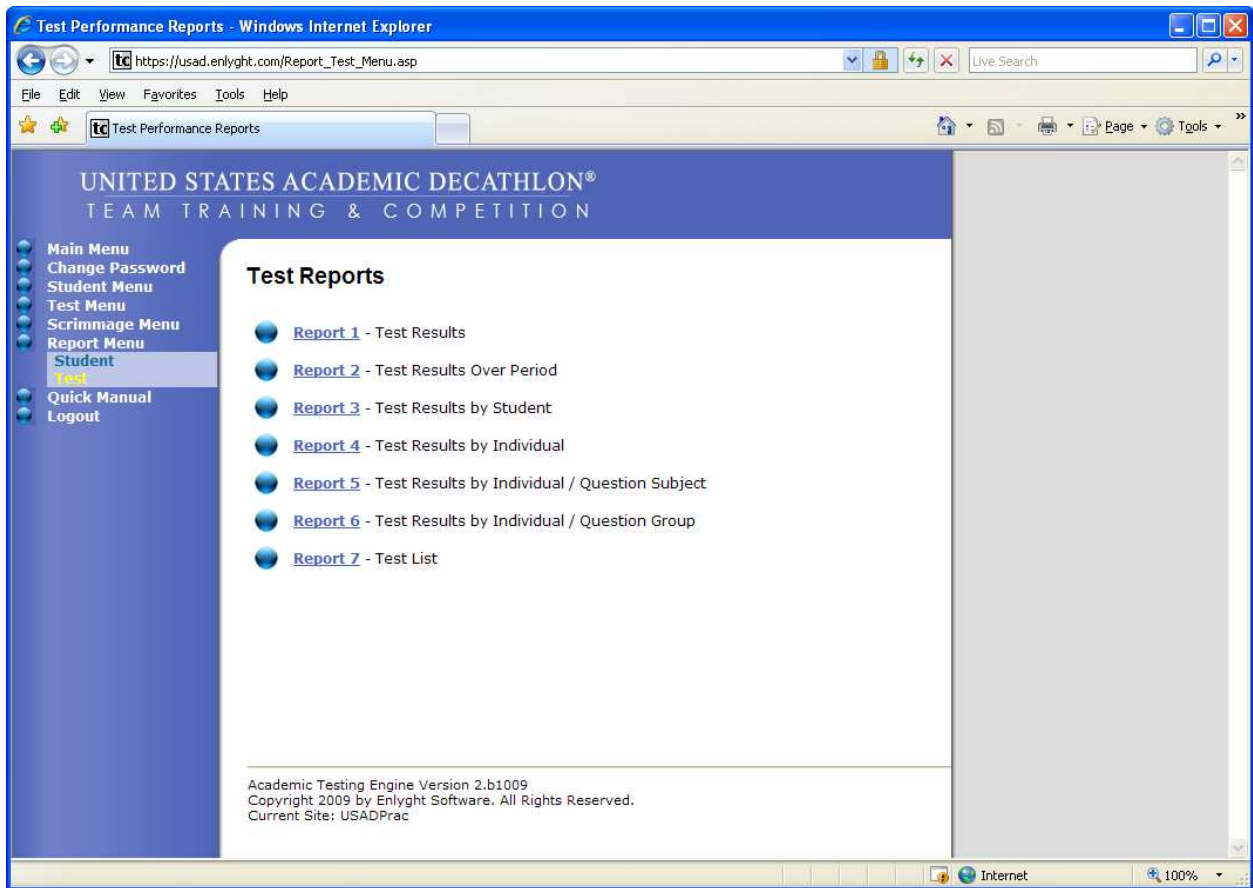 Test Performance Reports - Windows Internet Explorer
tc https://usad.enlyght.com/Report_Test_Menu.asp
Live Search
File Edit View Favorites Tools Help
tc Test Performance Reports
Page Tools »
UNITED STATES ACADEMIC DECATHLON®
TEAM TRAINING & COMPETITION
Main Menu
Change Password
Student Menu
Test Menu
Scrimmage Menu
Report Menu
Student
Test
Quick Manual
Logout
Test Reports
Report 1 - Test Results
Report 2 - Test Results Over Period
Report 3 - Test Results by Student
Report 4 - Test Results by Individual
Report 5 - Test Results by Individual / Question Subject
Report 6 - Test Results by Individual / Question Group
Report 7 - Test List
Academic Testing Engine Version 2.b1009
Copyright 2009 by Enlyght Software. All Rights Reserved.
Current Site: USADPrac
Internet 100%